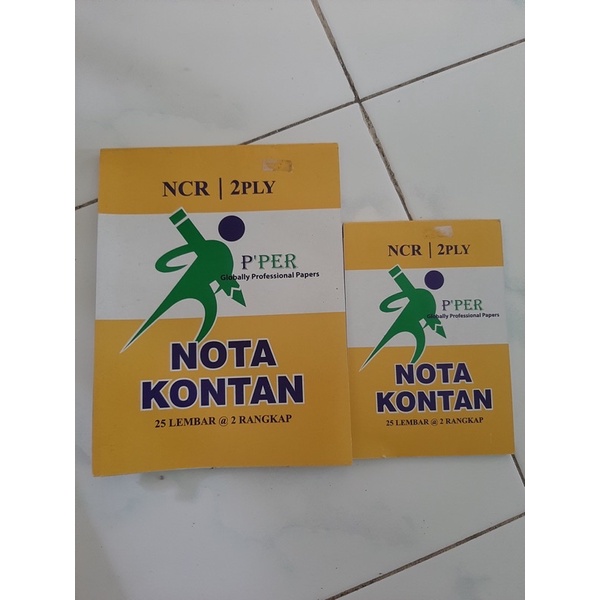 NCR | 2PLY
P'PER
Globally Professional Papers
NOTA
KONTAN
25 LEMBAR @ 2 RANGKAP
NCR | 2PLY
P'PER
Globally Professional Papers
NOTA
KONTAN
25 LEMBAR @ 2 RANGKAP